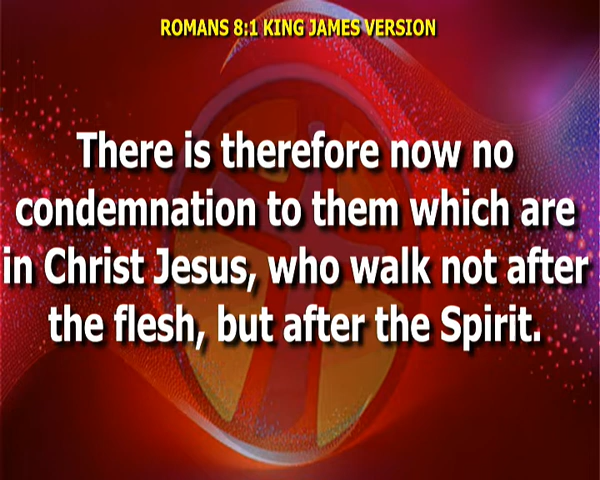 ROMANS 8:1 KING JAMES VERSION
There is therefore now no
condemnation to them which are
in Christ Jesus, who walk not after
the flesh, but after the Spirit.